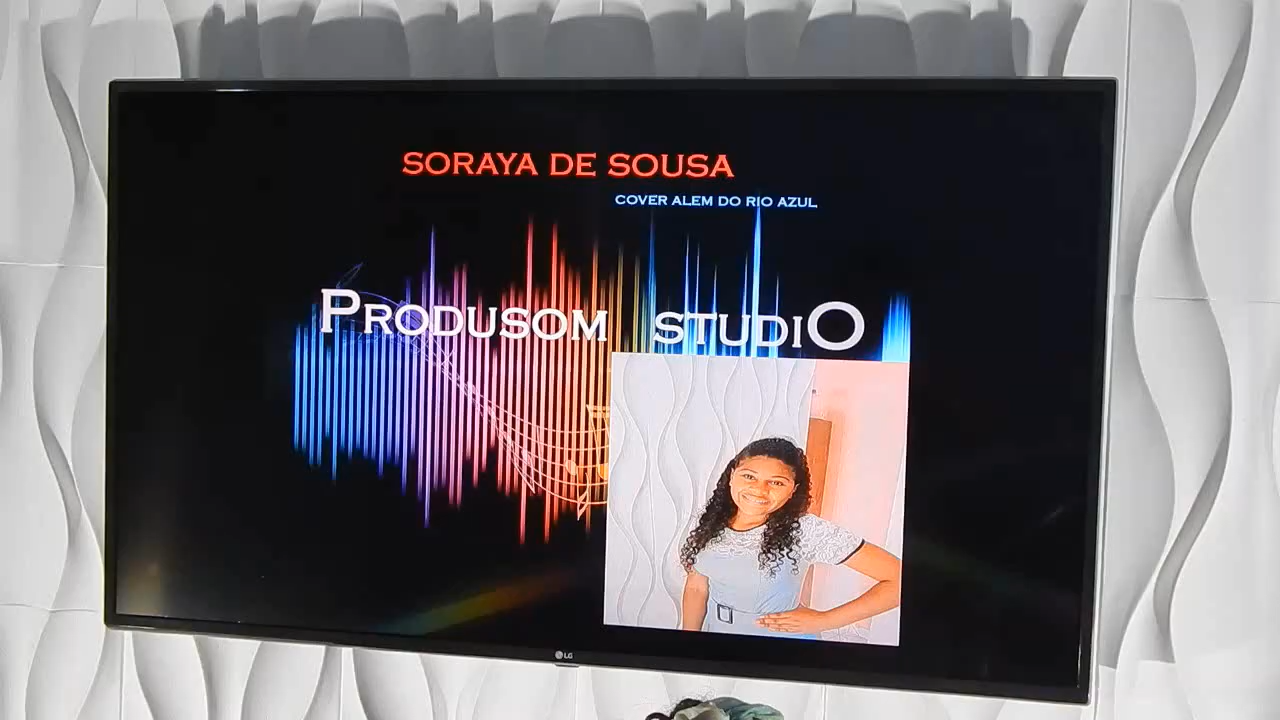 SORAYA DE SOUSA
COVER ALEM DO RIO AZUL
PRODUSOM STUDIO
LG